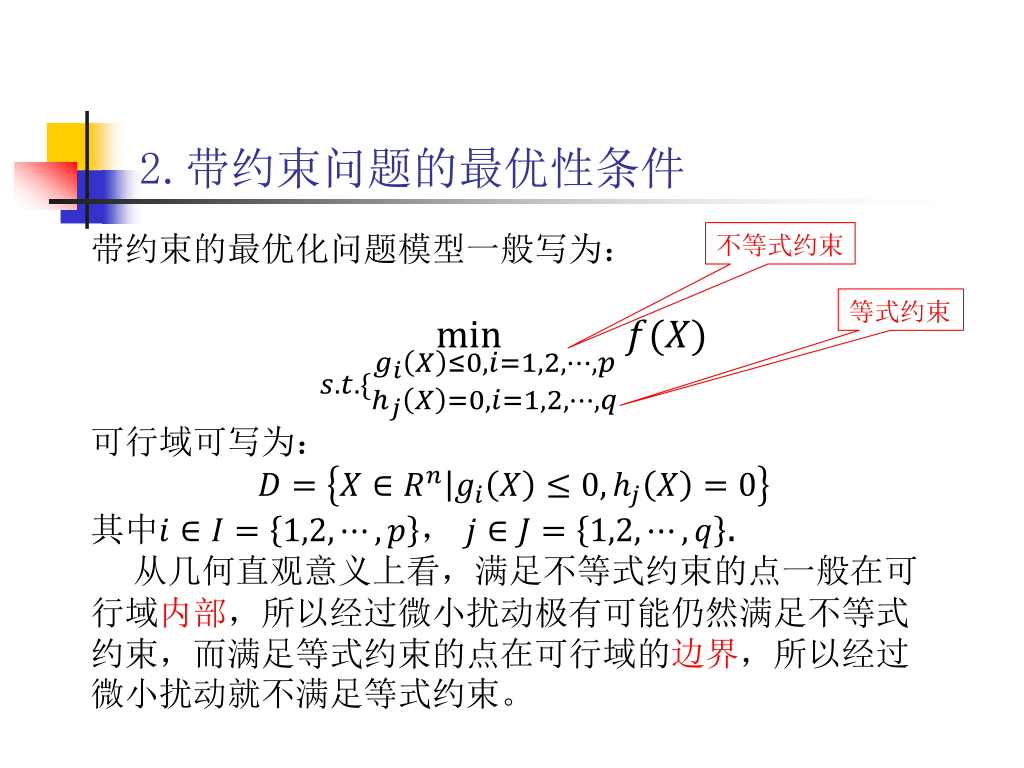 2.带约束问题的最优性条件
带约束的最优化问题模型一般写为：
不等式约束
等式约束
min f(X)
s.t.{
g_i(X)≤0,i=1,2,⋯,p
h_j(X)=0,i=1,2,⋯,q
可行域可写为：
D = {X ∈ R^n|g_i(X) ≤ 0, h_j(X) = 0}
其中i ∈ I = {1,2,⋯,p}， j ∈ J = {1,2,⋯,q}.
从几何直观意义上看，满足不等式约束的点一般在可
行域内部，所以经过微小扰动极有可能仍然满足不等式
约束，而满足等式约束的点在可行域的边界，所以经过
微小扰动就不满足等式约束。